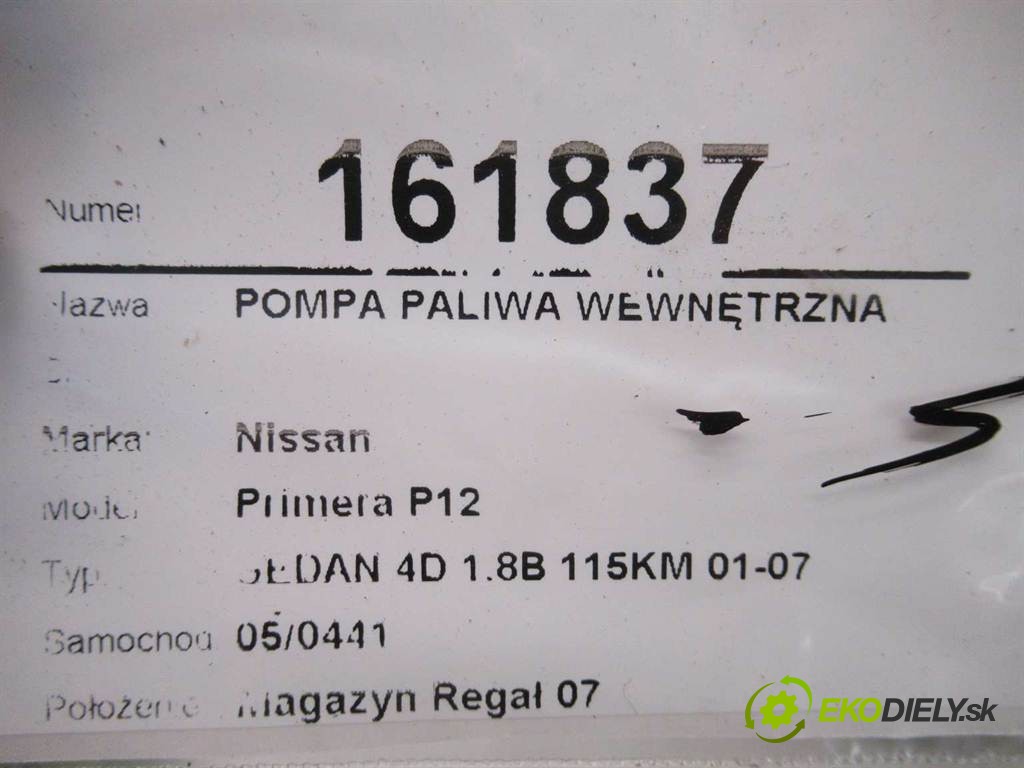 Numer 161837
Nazwa POMPA PALIWA WEWNĘTRZNA
Marka: Nissan
Model Primera P12
Typ SEDAN 4D 1.8B 115KM 01-07
Samochod 05/0441
Położenie Magazyn Regał 07
EKODIELY.sk